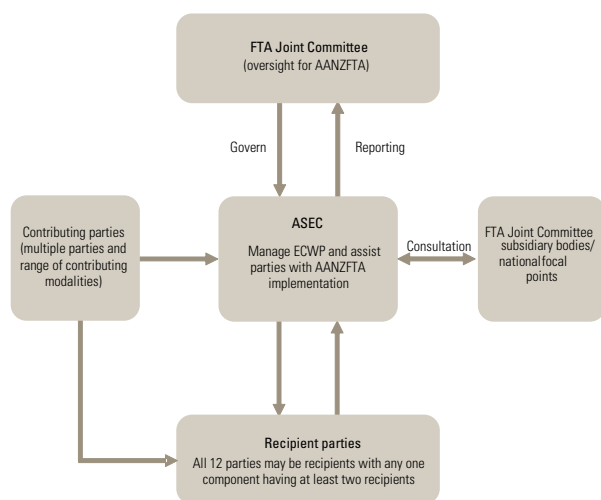 FTA Joint Committee
(oversight for AANZFTA)
Govern
Reporting
Contributing parties
(multiple parties and
range of contributing
modalities)
ASEC
Manage ECWP and assist
parties with AANZFTA
implementation
Consultation
FTA Joint Committee
subsidiary bodies/
national focal
points
Recipient parties
All 12 parties may be recipients with any one
component having at least two recipients